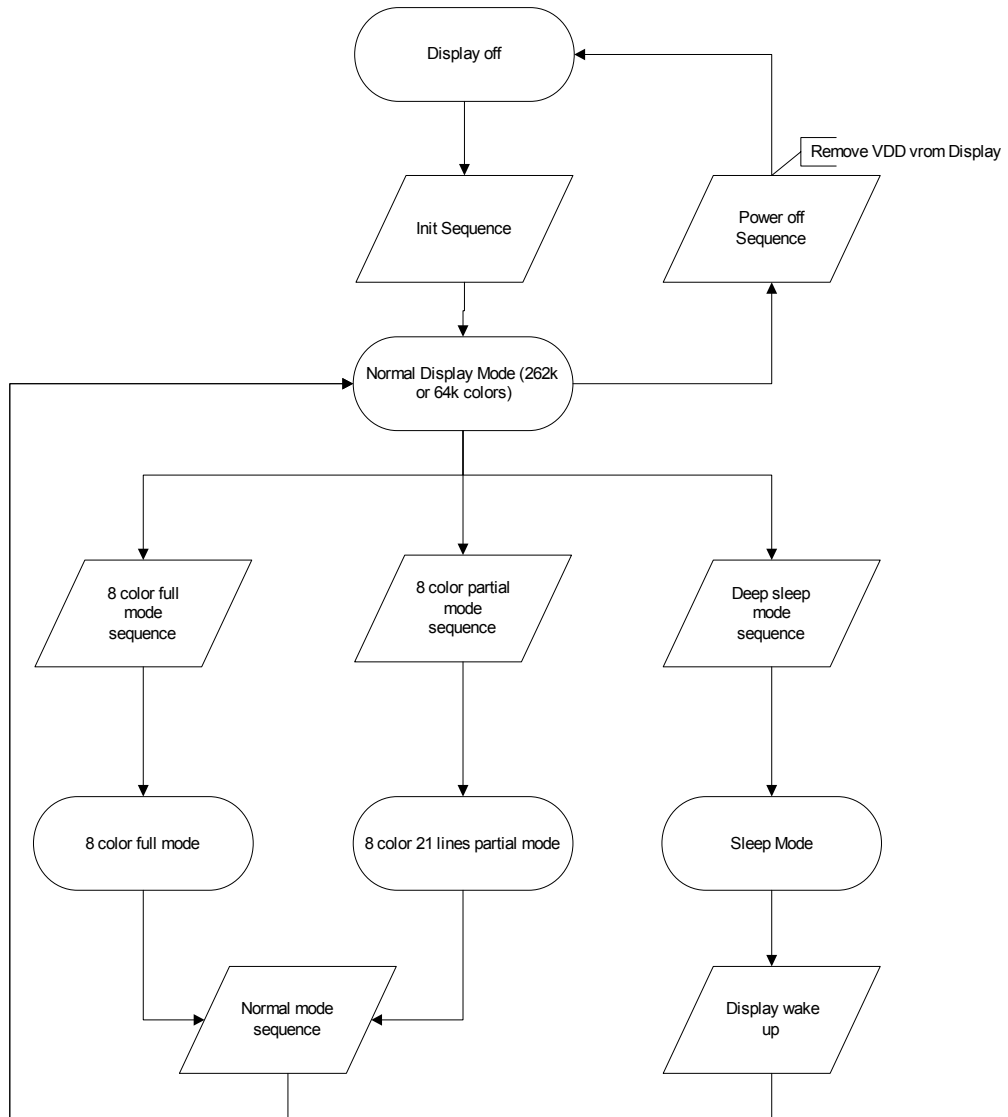 Display off
Remove VDD vrom Display
Init Sequence
Power off
Sequence
Normal Display Mode (262k
or 64k colors)
8 color full
mode
sequence
8 color partial
mode
sequence
Deep sleep
mode
sequence
8 color full mode
8 color 21 lines partial mode
Sleep Mode
Normal mode
sequence
Display wake
up